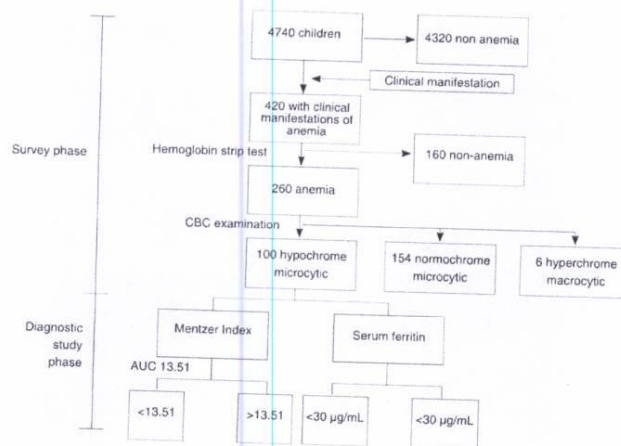 4740 children
4320 non anemia
Clinical manifestation
420 with clinical
manifestations of
anemia
Survey phase
Hemoglobin strip test
160 non-anemia
260 anemia
CBC examination
100 hypochrome
microcytic
154 normochrome
microcytic
6 hyperchrome
macrocytic
Diagnostic
study
phase
Mentzer Index
Serum ferritin
AUC 13.51
<13.51
>13.51
<30 µg/mL
<30 µg/mL